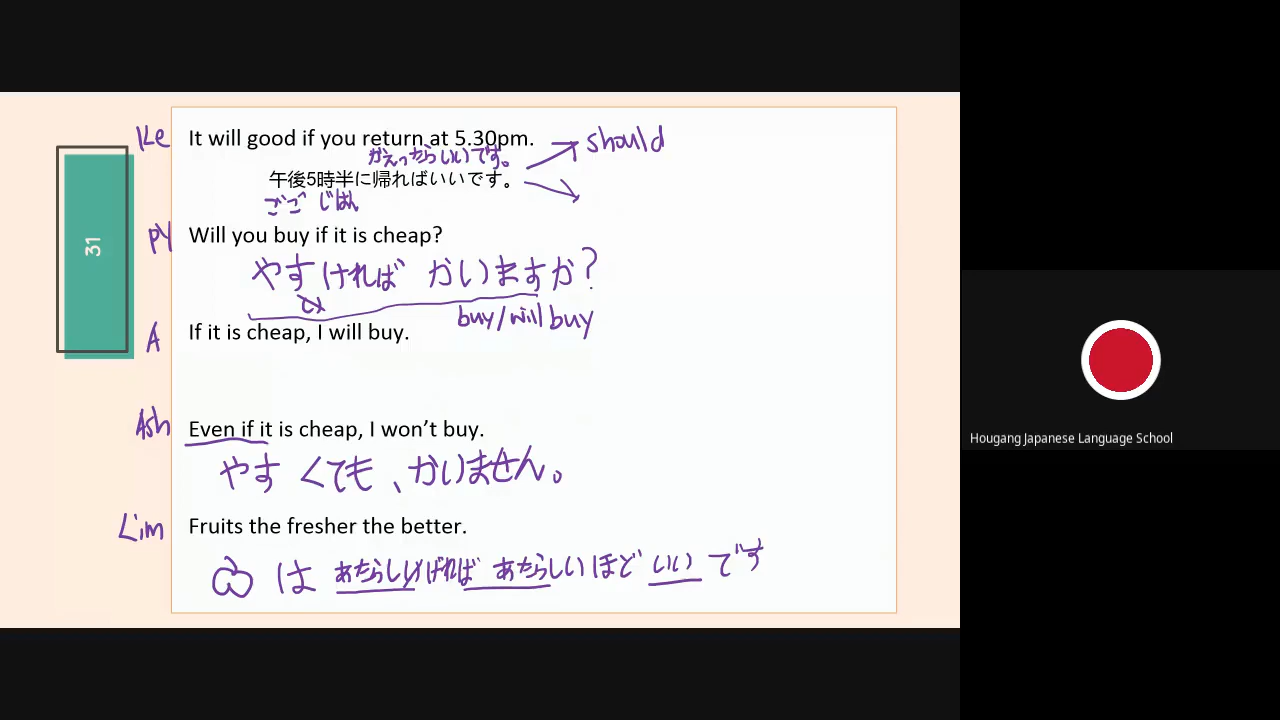 31
Ke It will good if you return at 5.30pm. should
かえったらいいです。
午後5時半に帰ればいいです。
ごご じはん
PY Will you buy if it is cheap?
やすければ かいますか?
い
buy/will buy
A If it is cheap, I will buy.
Ash Even if it is cheap, I won't buy.
やすくても、かいません。
Lim Fruits the fresher the better.
は あたらしいければ あたらしいほど いい です
Hougang Japanese Language School